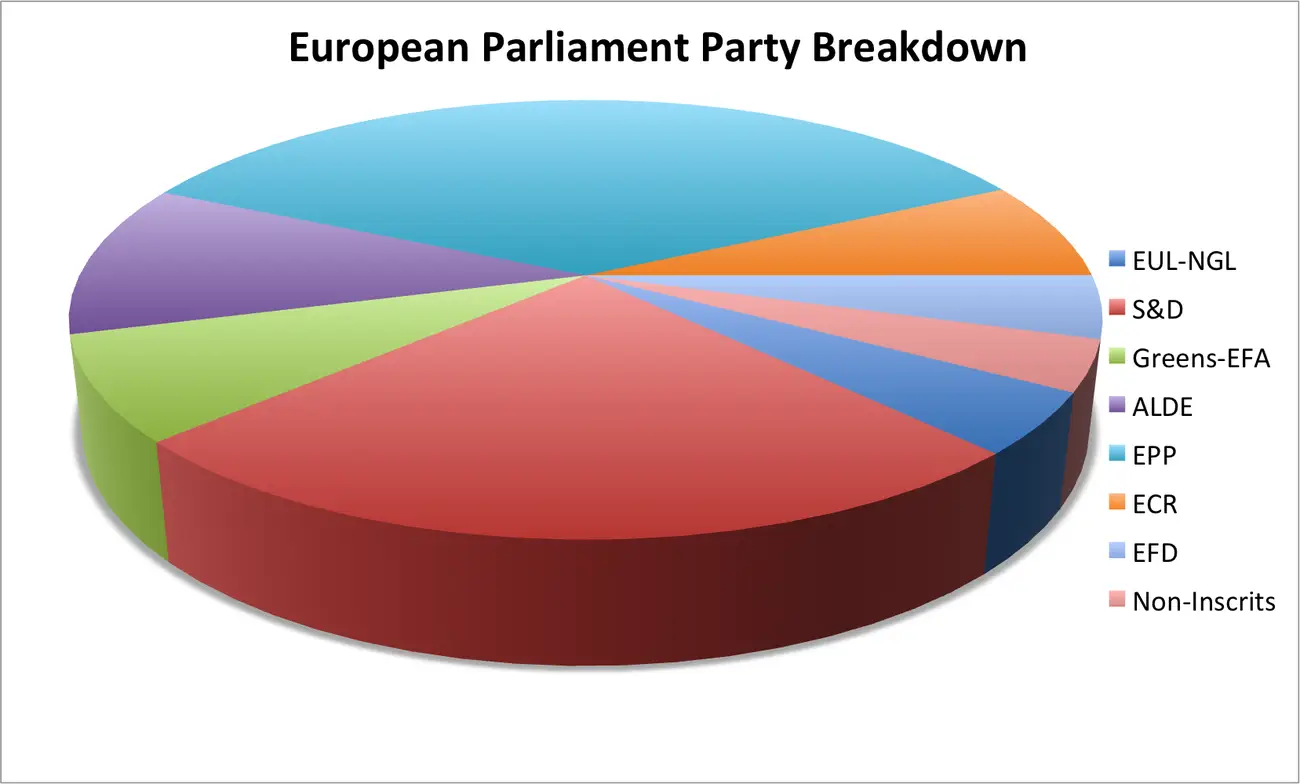 European Parliament Party Breakdown
EUL-NGL
S&D
Greens-EFA
ALDE
EPP
ECR
EFD
Non-Inscrits